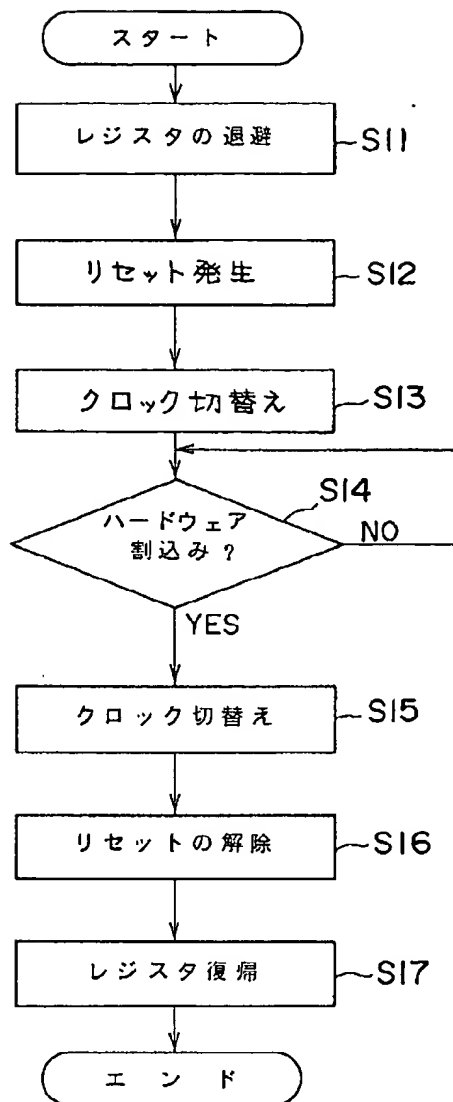 スタート
レジスタの退避
S11
リセット発生
S12
クロック切替え
S13
S14
ハードウェア
割込み?
NO
YES
クロック切替え
S15
リセットの解除
S16
レジスタ復帰
S17
エンド